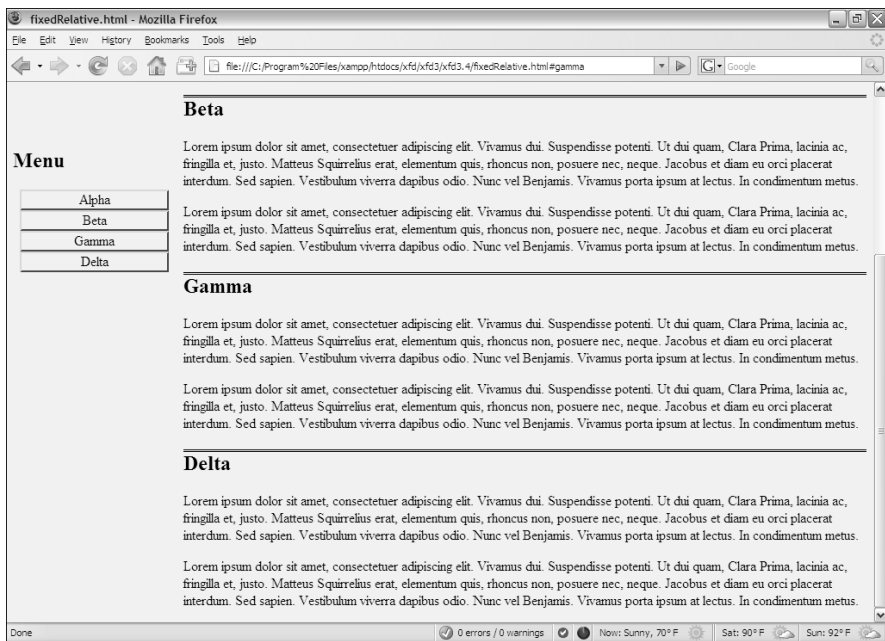 fixedRelative.html - Mozilla Firefox
File Edit View History Bookmarks Tools Help
file:///C:/Program%20Files/xampp/htdocs/xfd/xfd3/xfd3.4/fixedRelative.html#gamma
G Google
Menu
Alpha
Beta
Gamma
Delta
Beta
Lorem ipsum dolor sit amet, consectetuer adipiscing elit. Vivamus dui. Suspendisse potenti. Ut dui quam, Clara Prima, lacinia ac,
fringilla et, justo. Matteus Squirrelius erat, elementum quis, rhoncus non, posuere nec, neque. Jacobus et diam eu orci placerat
interdum. Sed sapien. Vestibulum viverra dapibus odio. Nunc vel Benjamis. Vivamus porta ipsum at lectus. In condimentum metus.
Lorem ipsum dolor sit amet, consectetuer adipiscing elit. Vivamus dui. Suspendisse potenti. Ut dui quam, Clara Prima, lacinia ac,
fringilla et, justo. Matteus Squirrelius erat, elementum quis, rhoncus non, posuere nec, neque. Jacobus et diam eu orci placerat
interdum. Sed sapien. Vestibulum viverra dapibus odio. Nunc vel Benjamis. Vivamus porta ipsum at lectus. In condimentum metus.
Gamma
Lorem ipsum dolor sit amet, consectetuer adipiscing elit. Vivamus dui. Suspendisse potenti. Ut dui quam, Clara Prima, lacinia ac,
fringilla et, justo. Matteus Squirrelius erat, elementum quis, rhoncus non, posuere nec, neque. Jacobus et diam eu orci placerat
interdum. Sed sapien. Vestibulum viverra dapibus odio. Nunc vel Benjamis. Vivamus porta ipsum at lectus. In condimentum metus.
Lorem ipsum dolor sit amet, consectetuer adipiscing elit. Vivamus dui. Suspendisse potenti. Ut dui quam, Clara Prima, lacinia ac,
fringilla et, justo. Matteus Squirrelius erat, elementum quis, rhoncus non, posuere nec, neque. Jacobus et diam eu orci placerat
interdum. Sed sapien. Vestibulum viverra dapibus odio. Nunc vel Benjamis. Vivamus porta ipsum at lectus. In condimentum metus.
Delta
Lorem ipsum dolor sit amet, consectetuer adipiscing elit. Vivamus dui. Suspendisse potenti. Ut dui quam, Clara Prima, lacinia ac,
fringilla et, justo. Matteus Squirrelius erat, elementum quis, rhoncus non, posuere nec, neque. Jacobus et diam eu orci placerat
interdum. Sed sapien. Vestibulum viverra dapibus odio. Nunc vel Benjamis. Vivamus porta ipsum at lectus. In condimentum metus.
Lorem ipsum dolor sit amet, consectetuer adipiscing elit. Vivamus dui. Suspendisse potenti. Ut dui quam, Clara Prima, lacinia ac,
fringilla et, justo. Matteus Squirrelius erat, elementum quis, rhoncus non, posuere nec, neque. Jacobus et diam eu orci placerat
interdum. Sed sapien. Vestibulum viverra dapibus odio. Nunc vel Benjamis. Vivamus porta ipsum at lectus. In condimentum metus.
Done 0 errors / 0 warnings Now: Sunny, 70° F Sat: 90° F Sun: 92° F